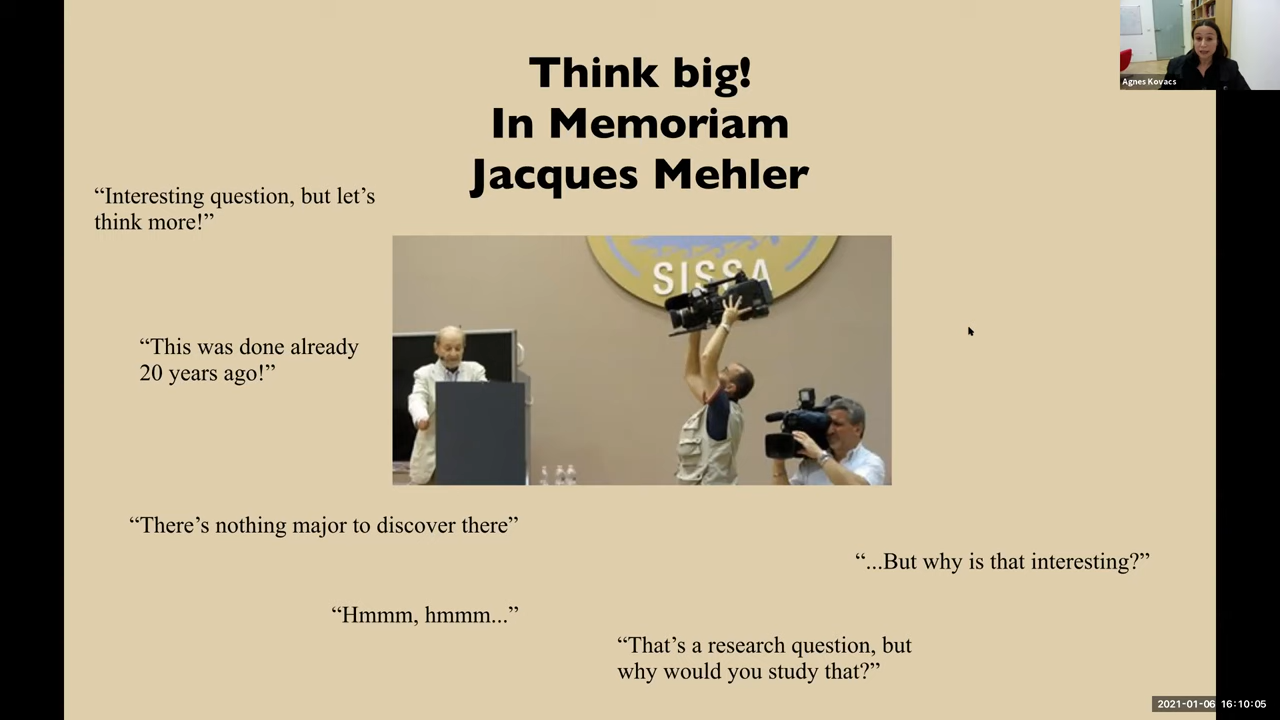 Think big!
In Memoriam
Jacques Mehler
Agnes Kovacs
“Interesting question, but let’s
think more!”
SISSA
“This was done already
20 years ago!”
“There’s nothing major to discover there”
“...But why is that interesting?”
“Hmmm, hmmm...”
“That’s a research question, but
why would you study that?”
2021-01-06 16:10:05